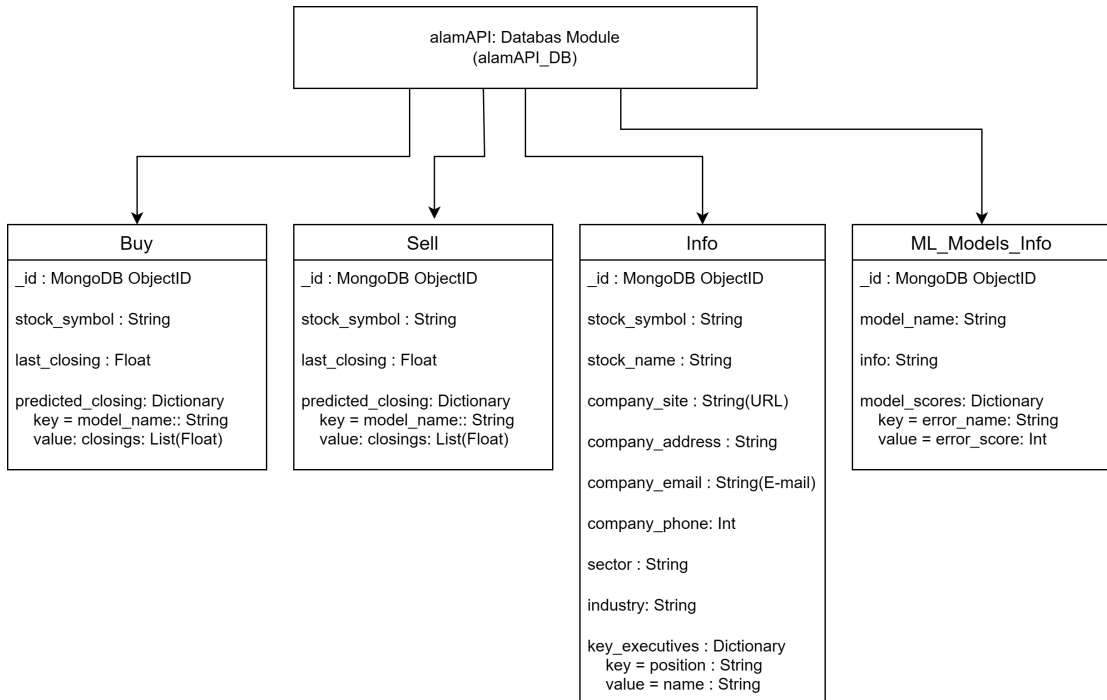 alamAPI: Databas Module
(alamAPI_DB)
Buy
_id : MongoDB ObjectID
stock_symbol : String
last_closing : Float
predicted_closing: Dictionary
key = model_name:: String
value: closings: List(Float)
Sell
_id : MongoDB ObjectID
stock_symbol : String
last_closing : Float
predicted_closing: Dictionary
key = model_name:: String
value: closings: List(Float)
Info
_id : MongoDB ObjectID
stock_symbol : String
stock_name : String
company_site : String(URL)
company_address : String
company_email : String(E-mail)
company_phone: Int
sector : String
industry: String
key_executives : Dictionary
key = position : String
value = name : String
ML_Models_Info
_id : MongoDB ObjectID
model_name: String
info: String
model_scores: Dictionary
key = error_name: String
value = error_score: Int